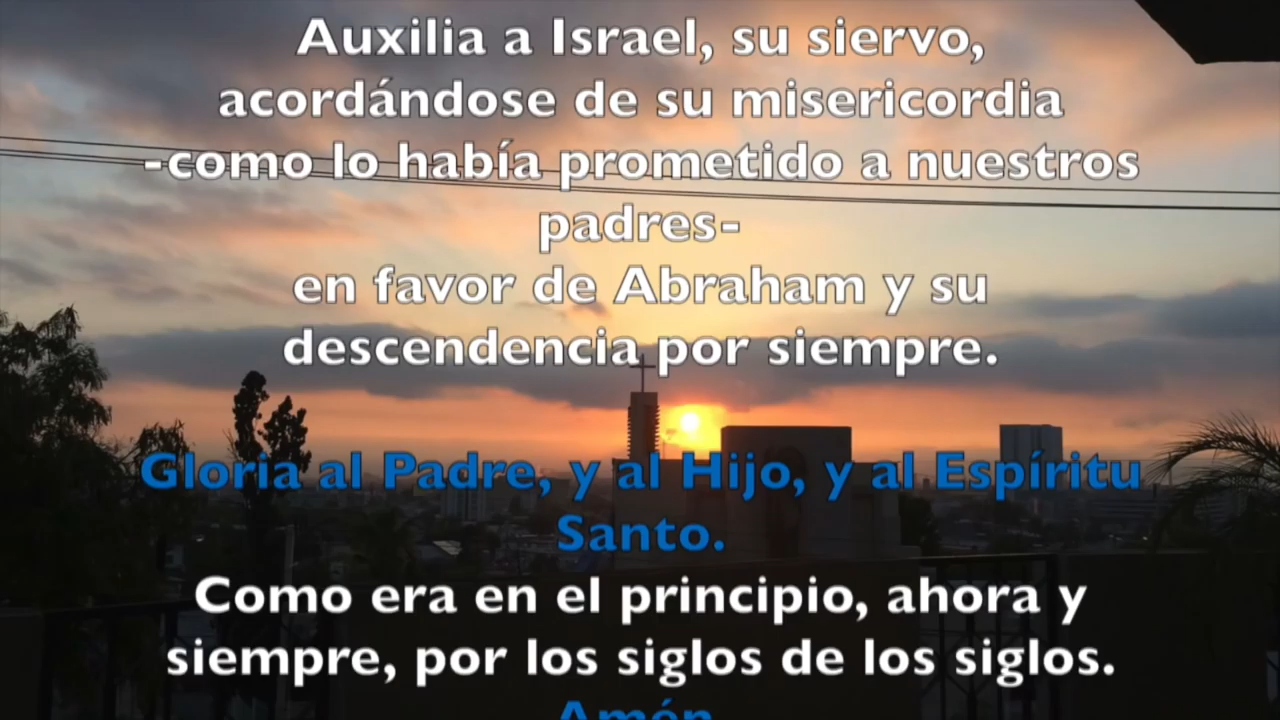 Auxilia a Israel, su siervo,
acordándose de su misericordia
-como lo había prometido a nuestros
padres-
en favor de Abraham y su
descendencia por siempre.
Gloria al Padre, y al Hijo, y al Espíritu
Santo.
Como era en el principio, ahora y
siempre, por los siglos de los siglos.
Amén.